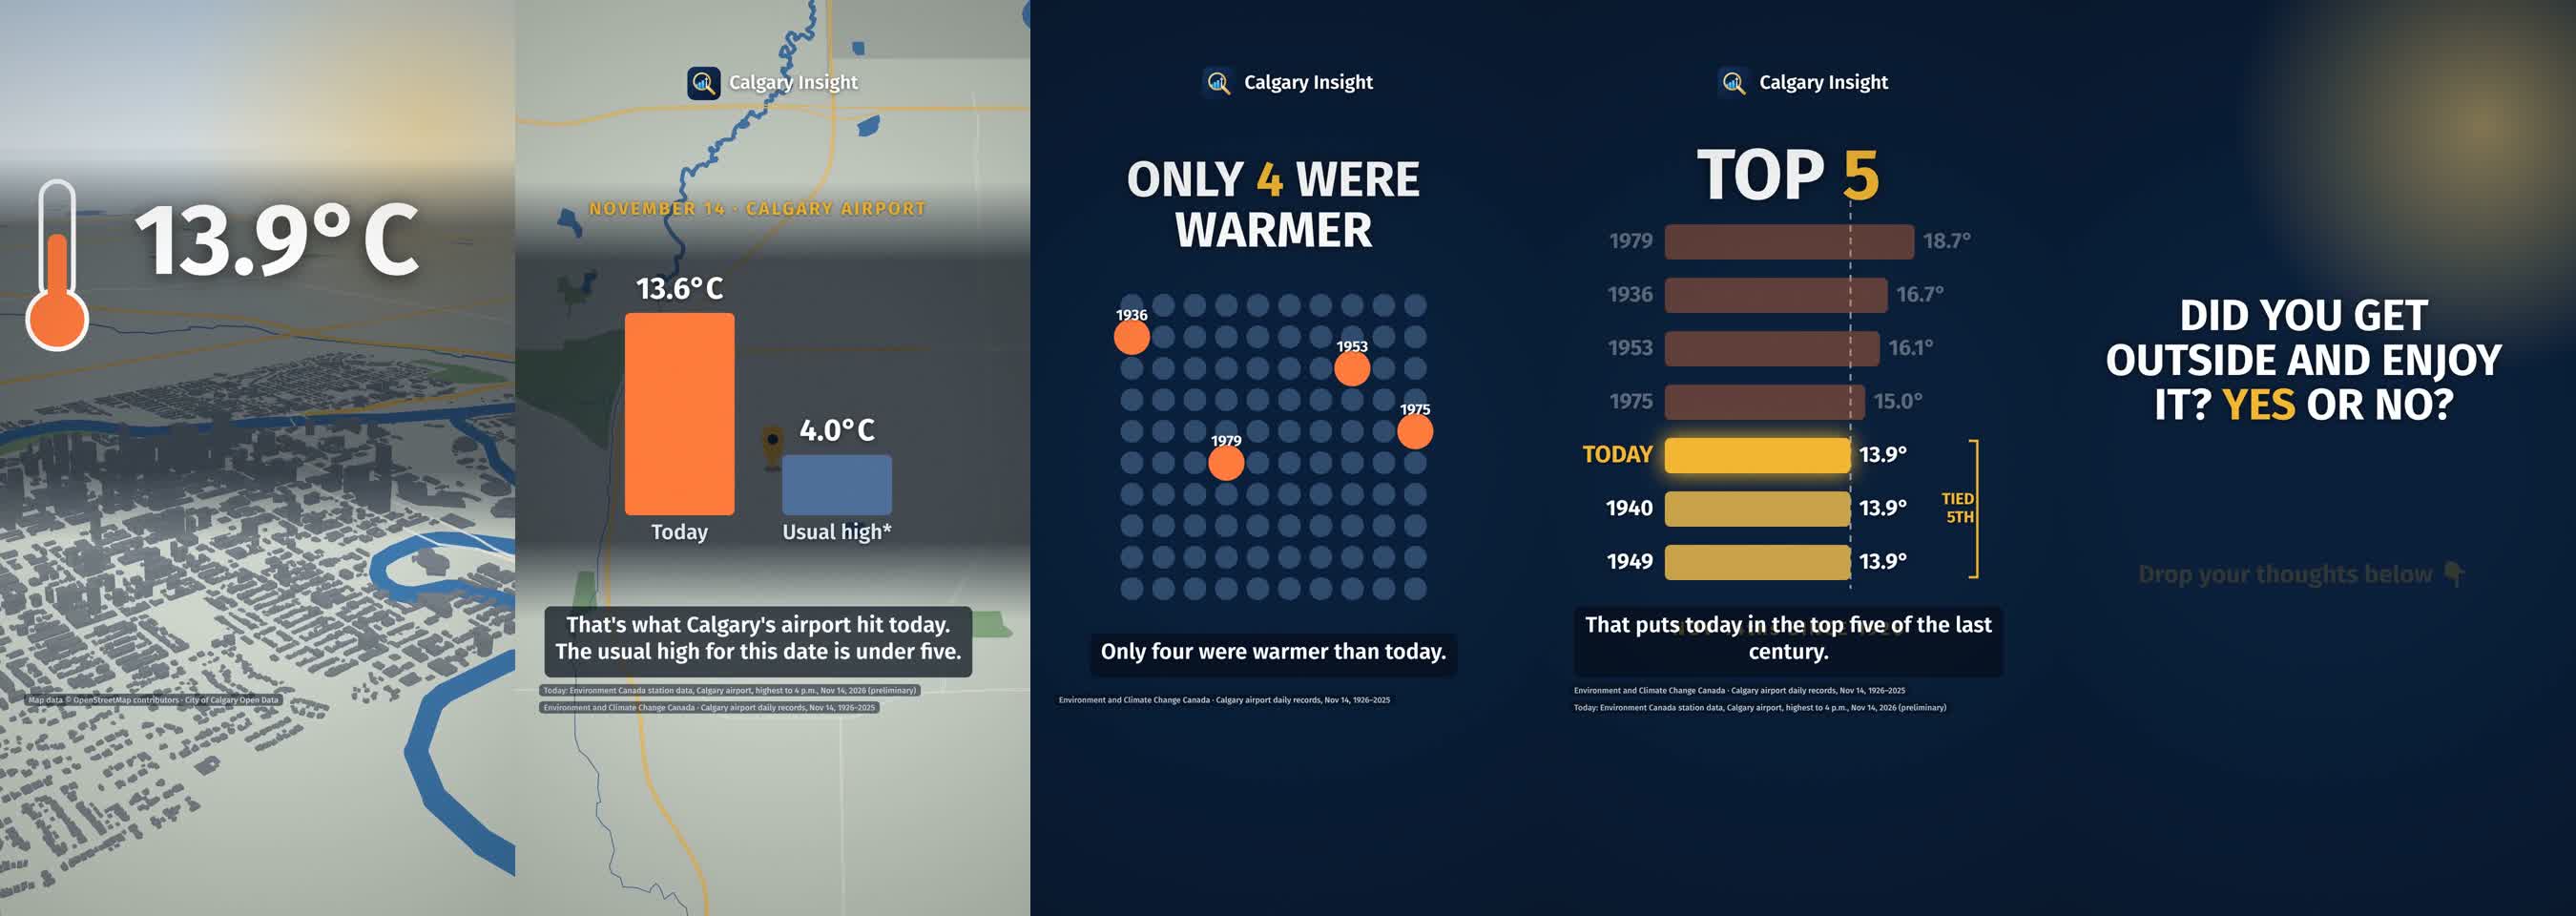 13.9°C
Map data © OpenStreetMap contributors · City of Calgary Open Data
Calgary Insight
NOVEMBER 14 · CALGARY AIRPORT
13.6°C
4.0°C
Today
Usual high*
That's what Calgary's airport hit today.
The usual high for this date is under five.
Today: Environment Canada station data, Calgary airport, highest to 4 p.m., Nov 14, 2026 (preliminary)
Environment and Climate Change Canada · Calgary airport daily records, Nov 14, 1926–2025
Calgary Insight
ONLY 4 WERE
WARMER
1936
1953
1975
1979
Only four were warmer than today.
Environment and Climate Change Canada · Calgary airport daily records, Nov 14, 1926–2025
Calgary Insight
TOP 5
1979 18.7°
1936 16.7°
1953 16.1°
1975 15.0°
TODAY 13.9°
1940 13.9°
1949 13.9°
TIED
5TH
That puts today in the top five of the last
century.
Environment and Climate Change Canada · Calgary airport daily records, Nov 14, 1926–2025
Today: Environment Canada station data, Calgary airport, highest to 4 p.m., Nov 14, 2026 (preliminary)
DID YOU GET
OUTSIDE AND ENJOY
IT? YES OR NO?
Drop your thoughts below 👇